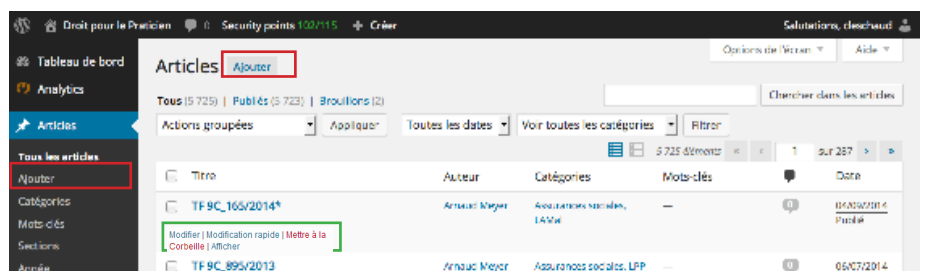 Droit pour le Praticien 0 Security points 102/115 + Créer Salutations, cleschaud
Options de l'écran Aide
Tableau de bord
Articles Ajouter
Analytics
Tous (5 725) | Publiés (5 723) | Brouillons (2) Chercher dans les articles
Articles
Actions groupées Appliquer Toutes les dates Voir toutes les catégories Filtrer
5 725 éléments « ‹ 1 sur 287 › »
Tous les articles
Ajouter
Titre Auteur Catégories Mots-clés Date
Catégories
TF 9C_165/2014* Arnaud Meyer Assurances sociales, — 0 04/09/2014
LAMal Publié
Mots-clés
Modifier | Modification rapide | Mettre à la
Corbeille | Afficher
Sections
Année
TF 9C_895/2013 Arnaud Meyer Assurances sociales, LPP — 0 06/07/2014